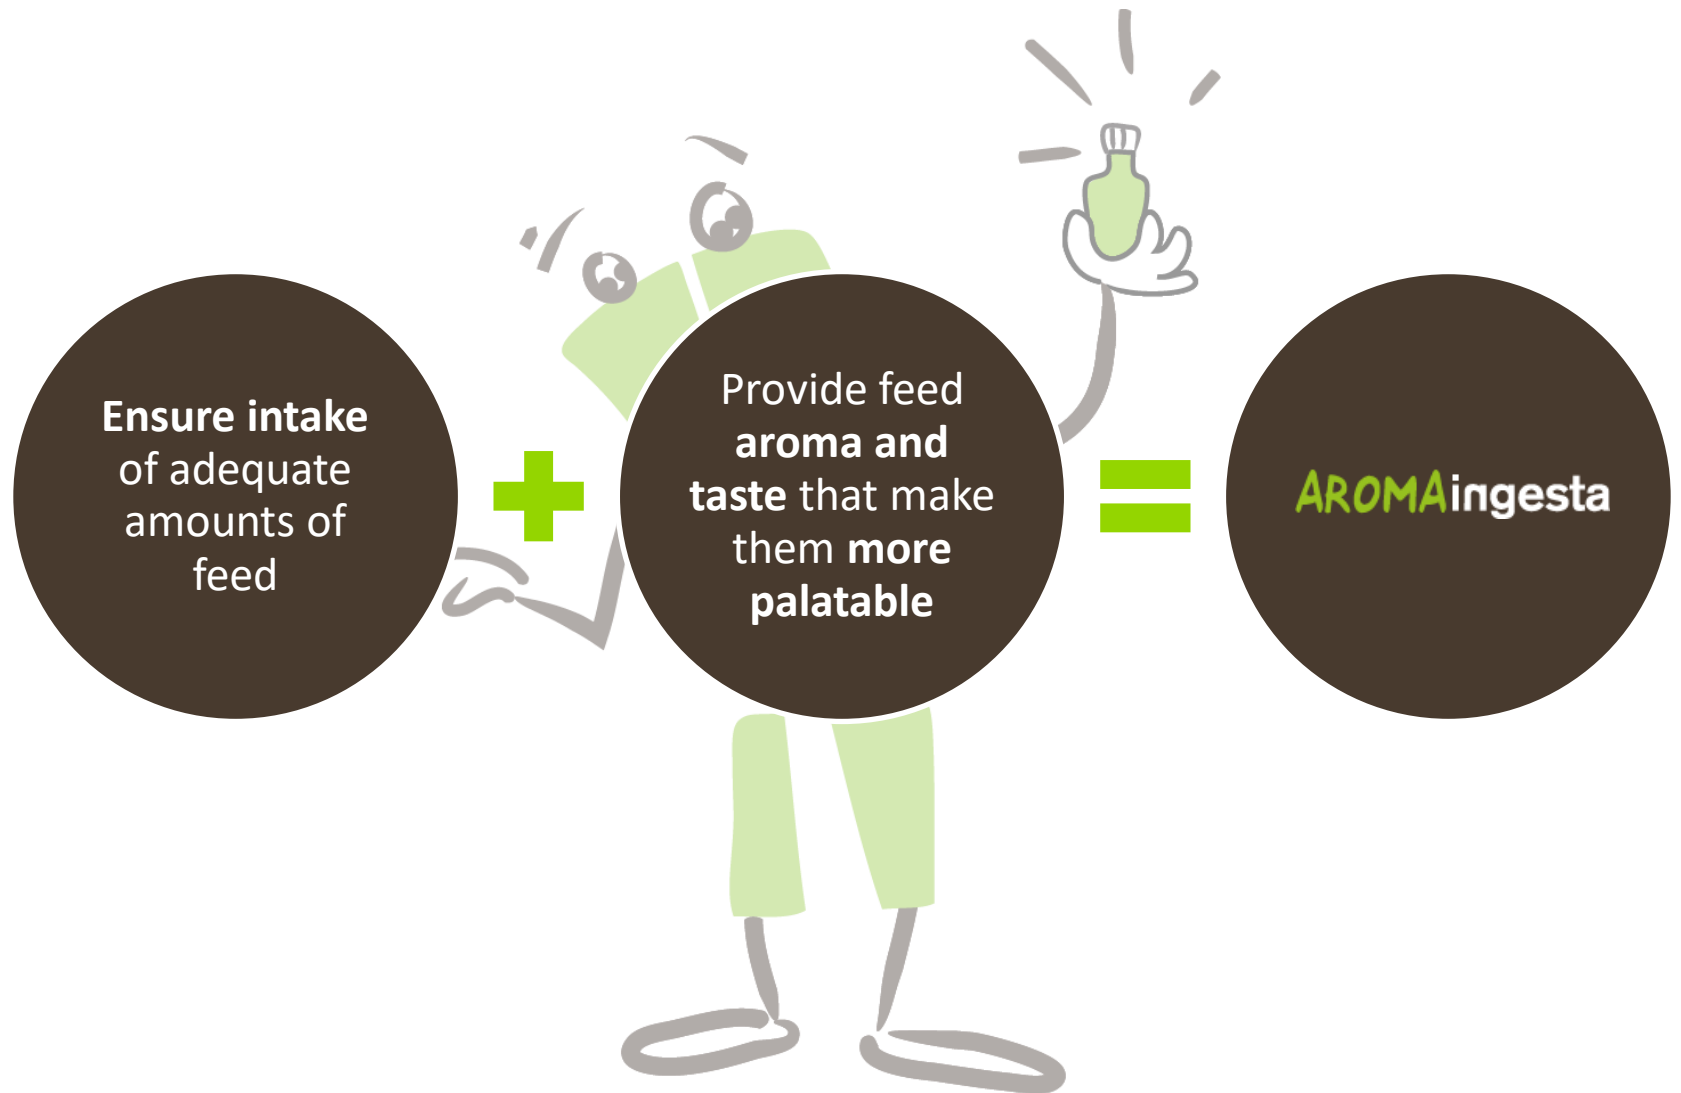 Ensure intake
of adequate
amounts of
feed
Provide feed
aroma and
taste that make
them more
palatable
AROMAingesta